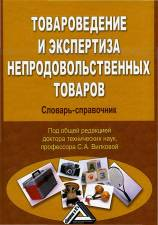 ТОВАРОВЕДЕНИЕ
И ЭКСПЕРТИЗА
НЕПРОДОВОЛЬСТВЕННЫХ
ТОВАРОВ
Словарь-справочник
Под общей редакцией
доктора технических наук,
профессора С.А. Вилковой